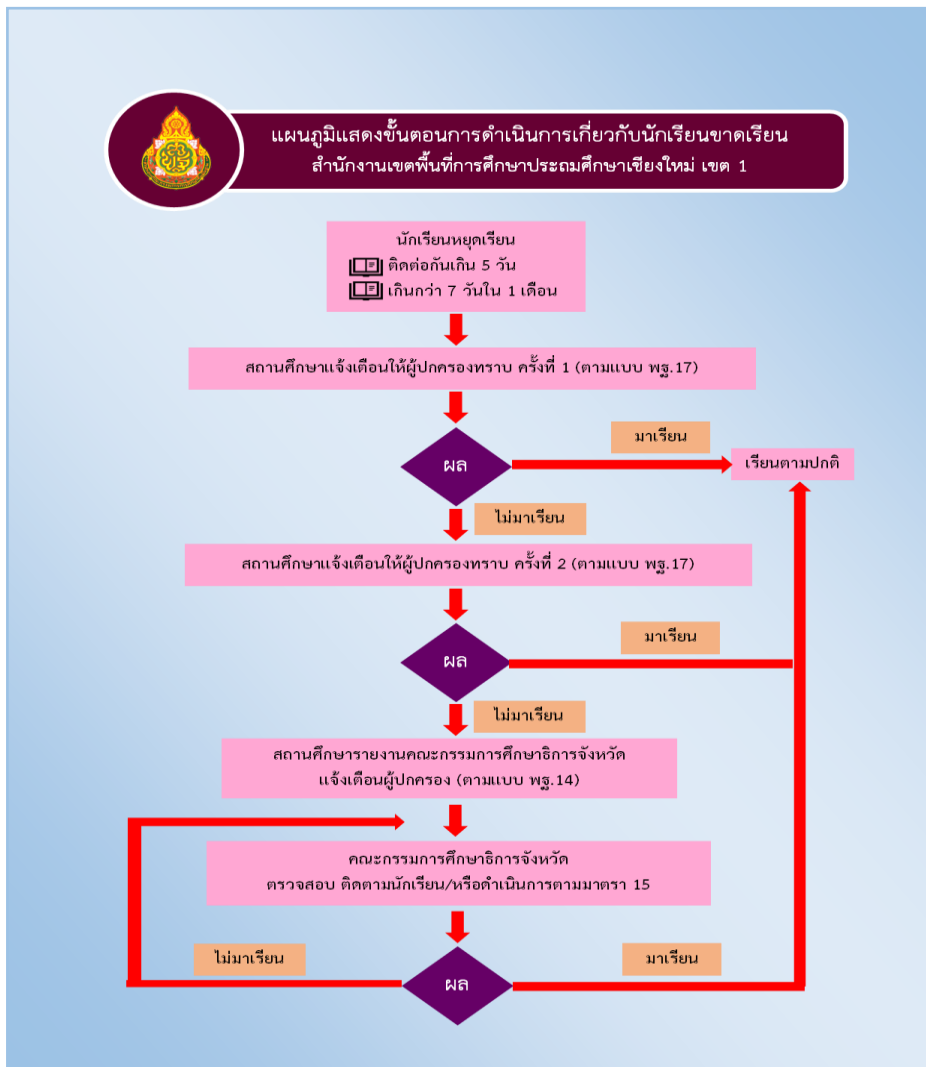 แผนภูมิแสดงขั้นตอนการดำเนินการเกี่ยวกับนักเรียนขาดเรียน
สำนักงานเขตพื้นที่การศึกษาประถมศึกษาเชียงใหม่ เขต 1
นักเรียนหยุดเรียน
ติดต่อกันเกิน 5 วัน
เกินกว่า 7 วันใน 1 เดือน
สถานศึกษาแจ้งเตือนให้ผู้ปกครองทราบ ครั้งที่ 1 (ตามแบบ พฐ.17)
ผล
มาเรียน
เรียนตามปกติ
ไม่มาเรียน
สถานศึกษาแจ้งเตือนให้ผู้ปกครองทราบ ครั้งที่ 2 (ตามแบบ พฐ.17)
ผล
มาเรียน
ไม่มาเรียน
สถานศึกษารายงานคณะกรรมการศึกษาธิการจังหวัด
แจ้งเตือนผู้ปกครอง (ตามแบบ พฐ.14)
คณะกรรมการศึกษาธิการจังหวัด
ตรวจสอบ ติดตามนักเรียน/หรือดำเนินการตามมาตรา 15
ไม่มาเรียน
ผล
มาเรียน